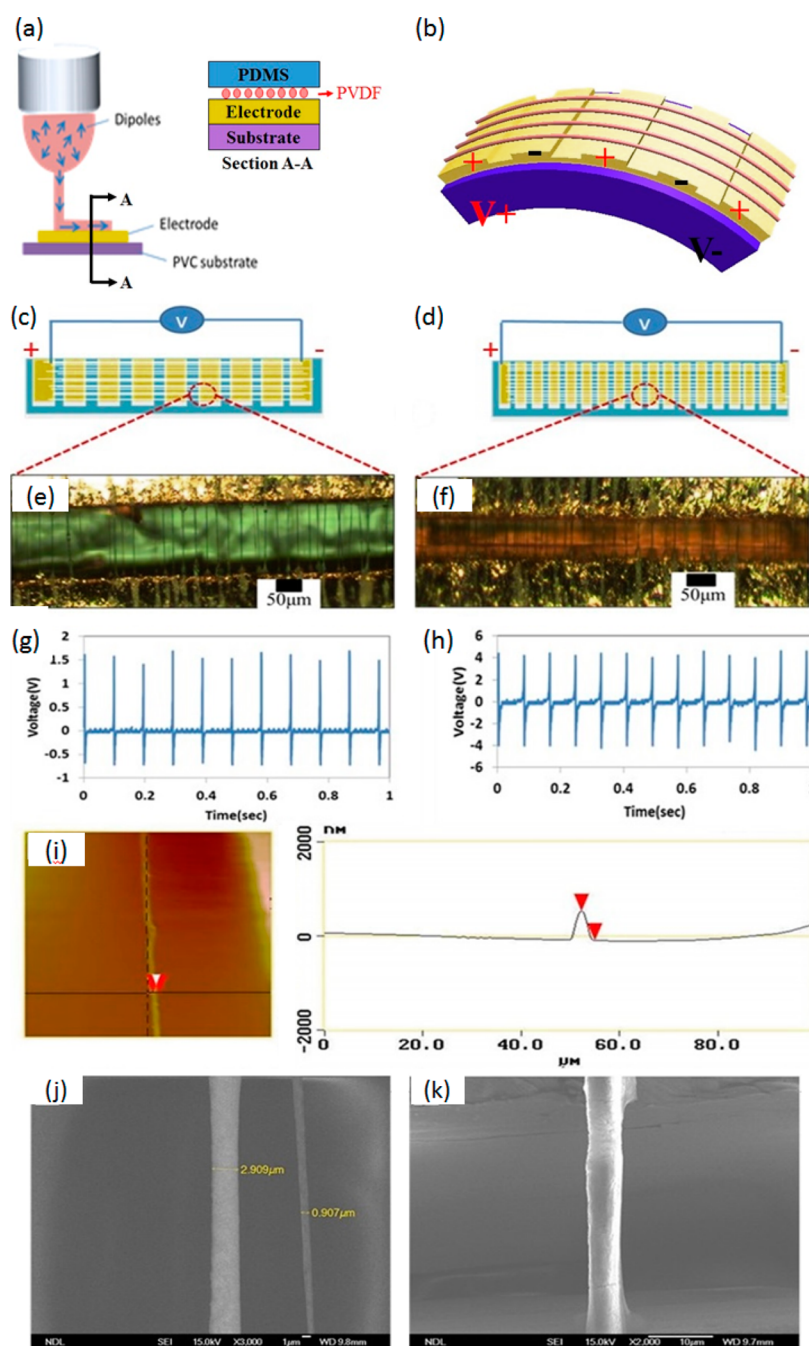 (a)
Dipoles
A
Electrode
PVC substrate
A
PDMS
PVDF
Electrode
Substrate
Section A-A
(b)
+
-
+
-
+
V+
V-
(c)
V
+
-
(d)
V
+
-
(e)
50μm
(f)
50μm
(g)
Voltage(V)
2
1.5
1
0.5
0
-0.5
-1
0
0.2
0.4
0.6
0.8
1
Time(sec)
(h)
Voltage(V)
6
4
2
0
-2
-4
-6
0
0.2
0.4
0.6
0.8
Time(sec)
(i)
2000
0
-2000
0
20.0
40.0
60.0
80.0
μM
(j)
2.909μm
0.907μm
NDL SEI 15.0kV X3,000 1μm WD 9.8mm
(k)
NDL SEI 15.0kV X2,000 10μm WD 9.7mm